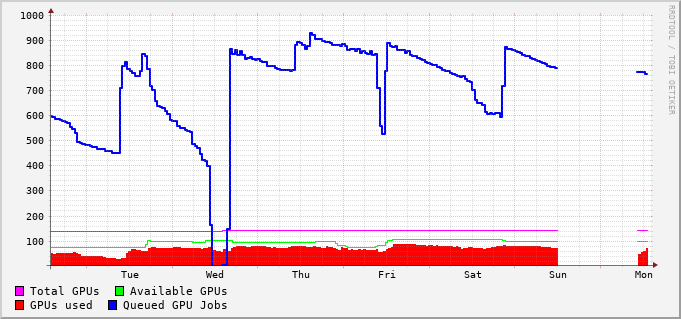 1000
900
800
700
600
500
400
300
200
100
Tue Wed Thu Fri Sat Sun Mon
Total GPUs Available GPUs
GPUs used Queued GPU Jobs
RRDTOOL / TOBI OETIKER